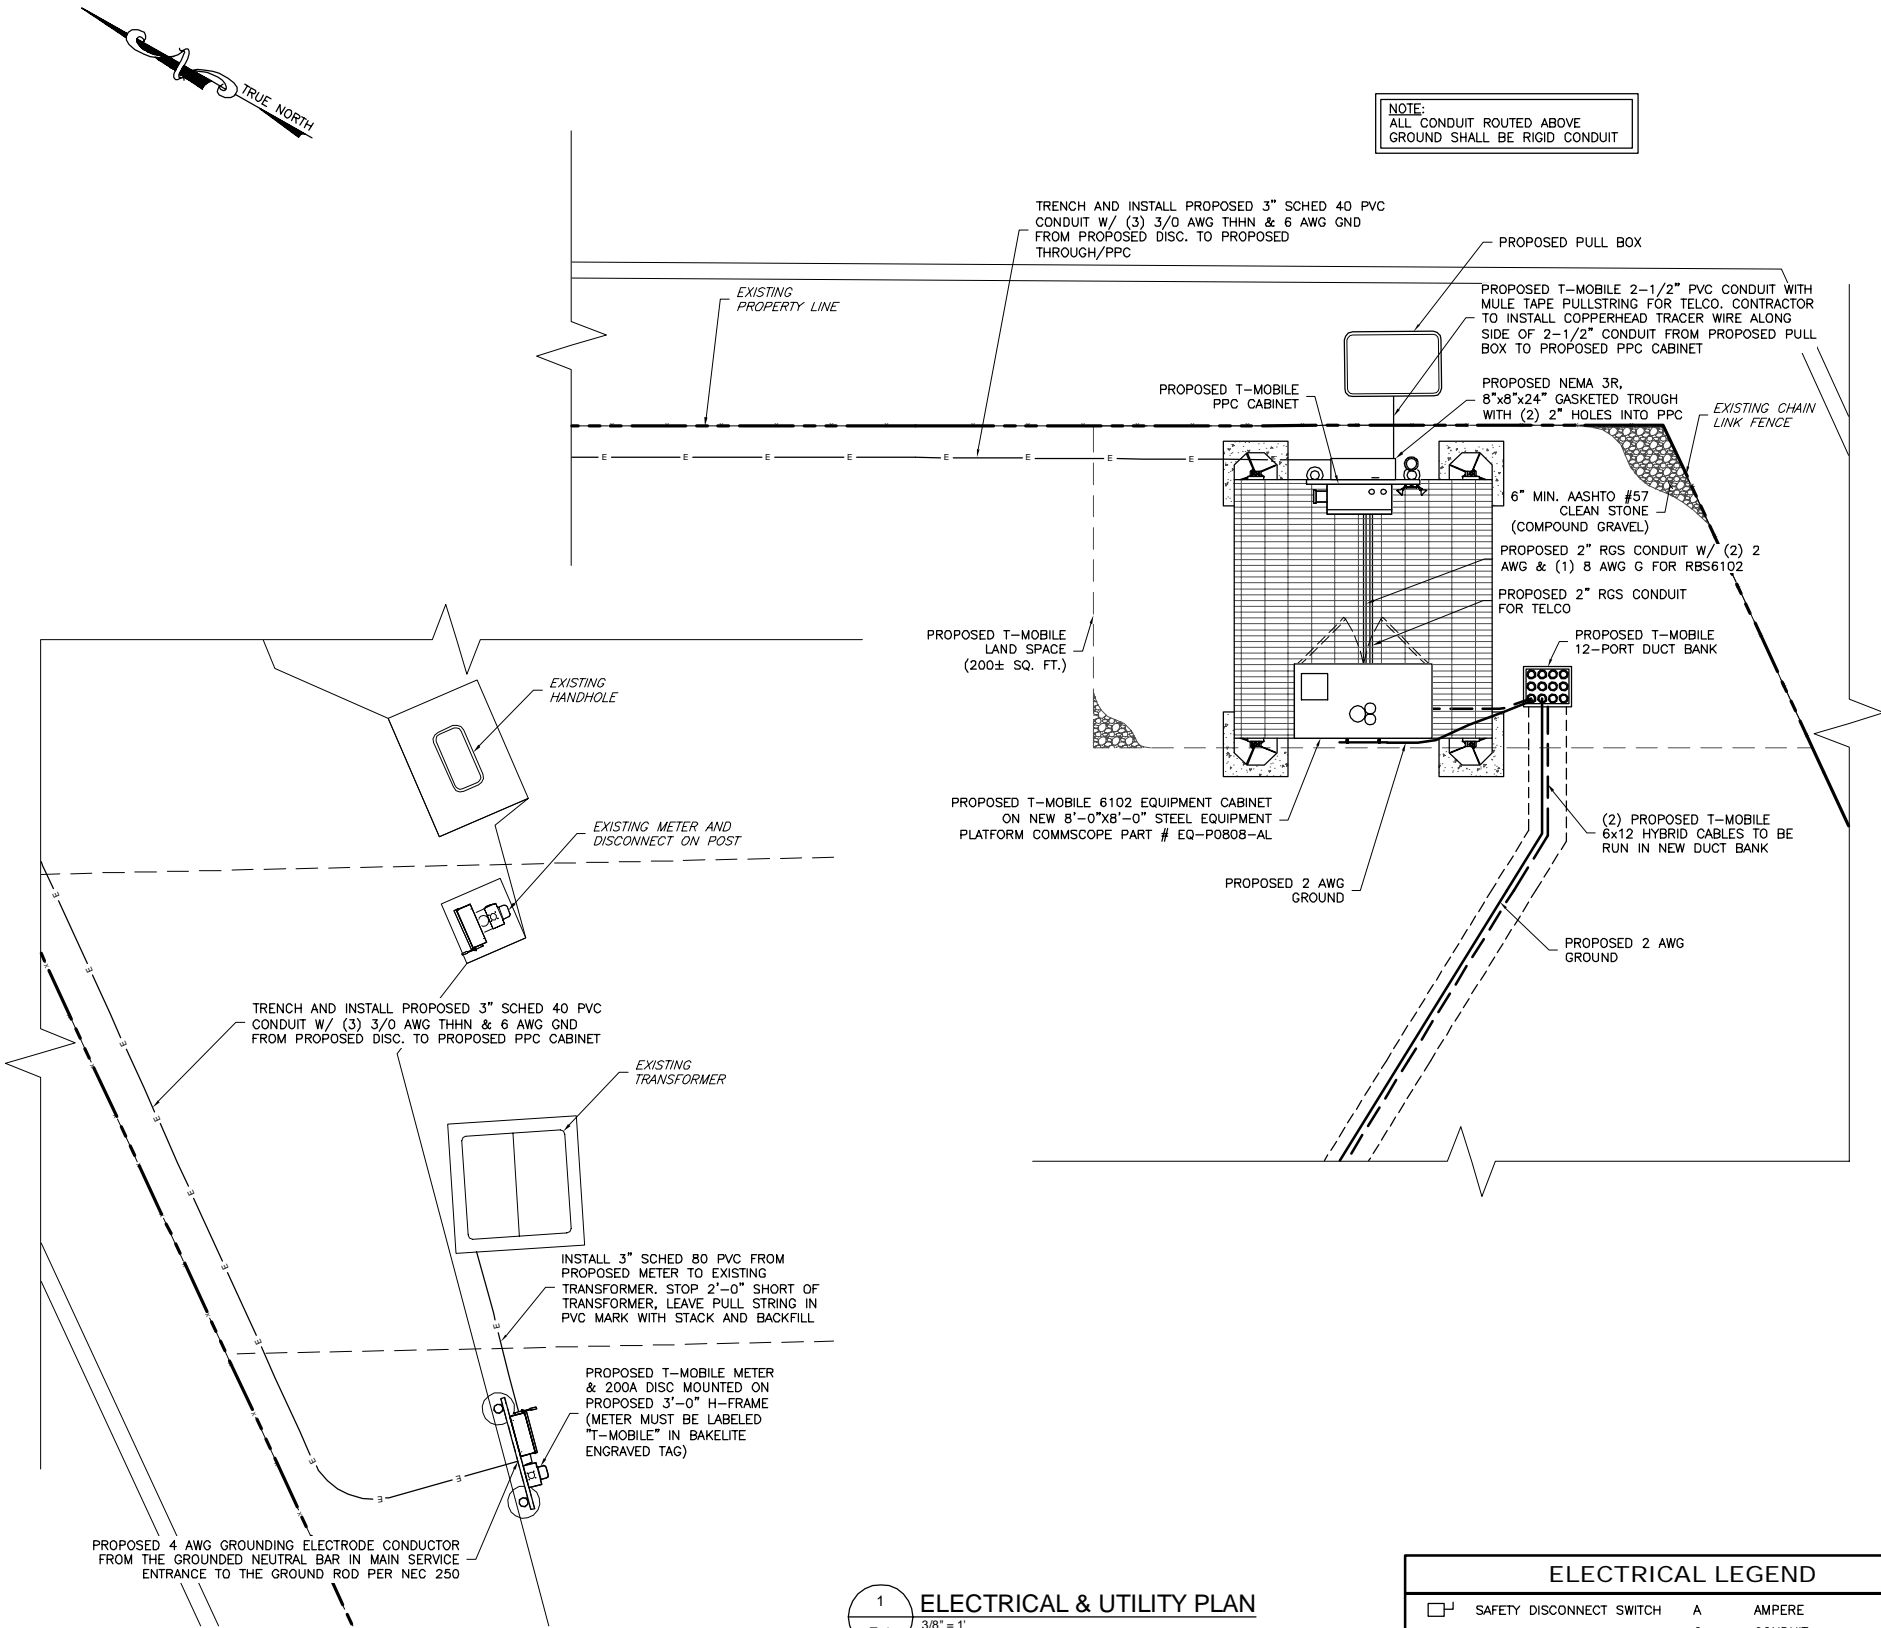 TRUE NORTH
NOTE:
ALL CONDUIT ROUTED ABOVE
GROUND SHALL BE RIGID CONDUIT
TRENCH AND INSTALL PROPOSED 3" SCHED 40 PVC
CONDUIT W/ (3) 3/0 AWG THHN & 6 AWG GND
FROM PROPOSED DISC. TO PROPOSED
THROUGH/PPC
PROPOSED PULL BOX
EXISTING
PROPERTY LINE
PROPOSED T-MOBILE 2-1/2" PVC CONDUIT WITH
MULE TAPE PULLSTRING FOR TELCO. CONTRACTOR
TO INSTALL COPPERHEAD TRACER WIRE ALONG
SIDE OF 2-1/2" CONDUIT FROM PROPOSED PULL
BOX TO PROPOSED PPC CABINET
PROPOSED T-MOBILE
PPC CABINET
PROPOSED NEMA 3R,
8"x8"x24" GASKETED TROUGH
WITH (2) 2" HOLES INTO PPC
EXISTING CHAIN
LINK FENCE
E E E E E E E E
6" MIN. AASHTO #57
CLEAN STONE
(COMPOUND GRAVEL)
PROPOSED 2" RGS CONDUIT W/ (2) 2
AWG & (1) 8 AWG G FOR RBS6102
PROPOSED 2" RGS CONDUIT
FOR TELCO
PROPOSED T-MOBILE
LAND SPACE
(200± SQ. FT.)
PROPOSED T-MOBILE
12-PORT DUCT BANK
EXISTING
HANDHOLE
PROPOSED T-MOBILE 6102 EQUIPMENT CABINET
ON NEW 8'-0"X8'-0" STEEL EQUIPMENT
PLATFORM COMMSCOPE PART # EQ-P0808-AL
(2) PROPOSED T-MOBILE
6x12 HYBRID CABLES TO BE
RUN IN NEW DUCT BANK
EXISTING METER AND
DISCONNECT ON POST
PROPOSED 2 AWG
GROUND
PROPOSED 2 AWG
GROUND
TRENCH AND INSTALL PROPOSED 3" SCHED 40 PVC
CONDUIT W/ (3) 3/0 AWG THHN & 6 AWG GND
FROM PROPOSED DISC. TO PROPOSED PPC CABINET
EXISTING
TRANSFORMER
INSTALL 3" SCHED 80 PVC FROM
PROPOSED METER TO EXISTING
TRANSFORMER. STOP 2'-0" SHORT OF
TRANSFORMER, LEAVE PULL STRING IN
PVC MARK WITH STACK AND BACKFILL
PROPOSED T-MOBILE METER
& 200A DISC MOUNTED ON
PROPOSED 3'-0" H-FRAME
(METER MUST BE LABELED
"T-MOBILE" IN BAKELITE
ENGRAVED TAG)
PROPOSED 4 AWG GROUNDING ELECTRODE CONDUCTOR
FROM THE GROUNDED NEUTRAL BAR IN MAIN SERVICE
ENTRANCE TO THE GROUND ROD PER NEC 250
1
ELECTRICAL & UTILITY PLAN
3/8" = 1'
ELECTRICAL LEGEND
SAFETY DISCONNECT SWITCH A AMPERE